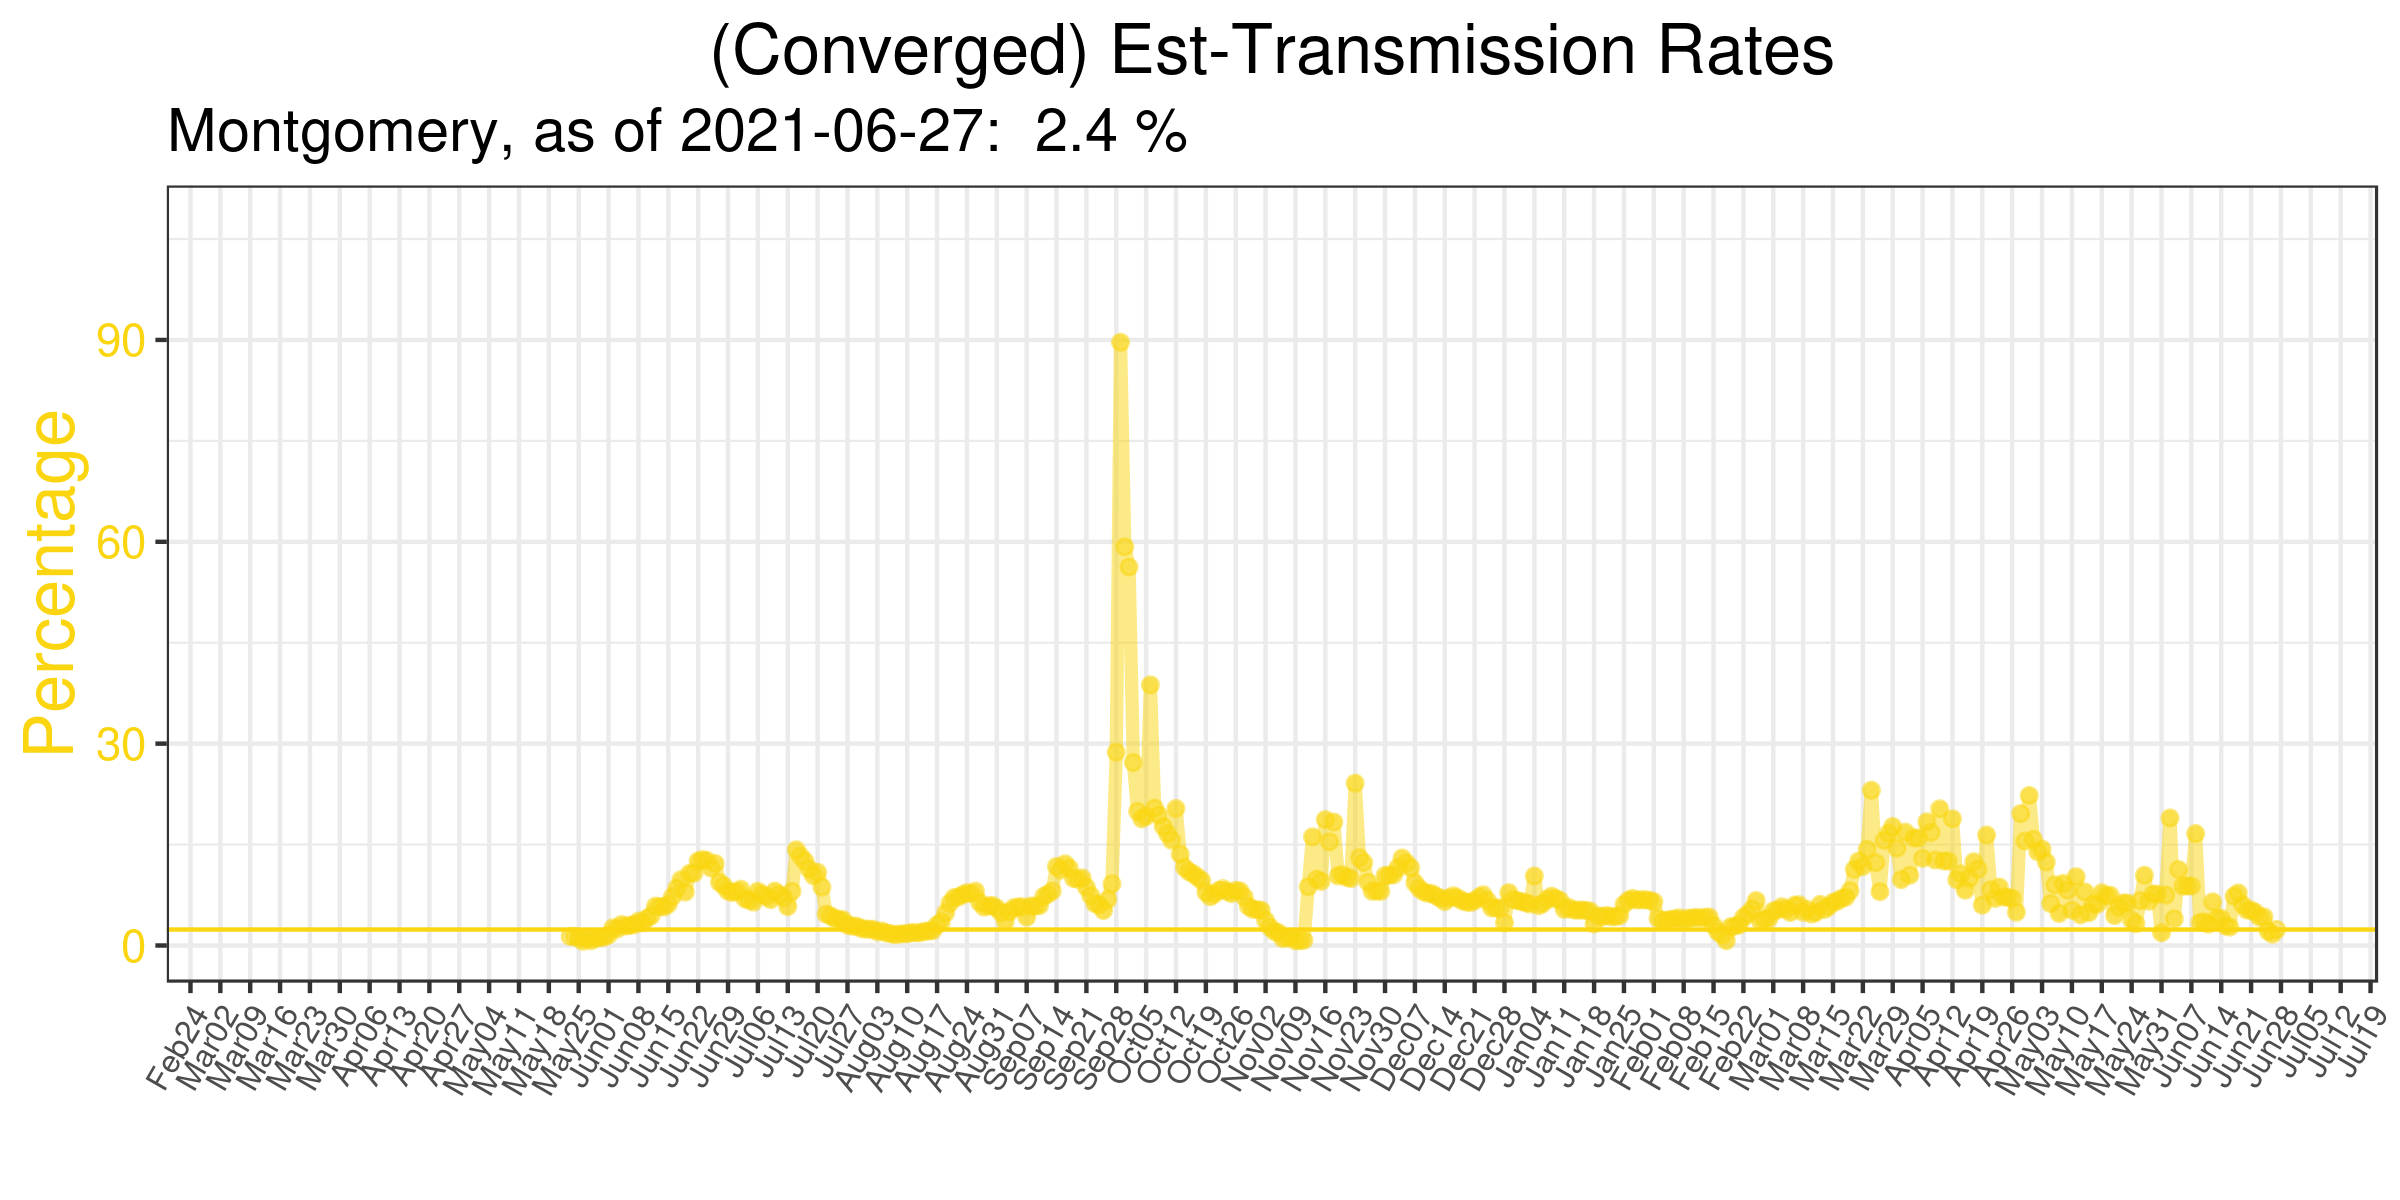 (Converged) Est-Transmission Rates
Montgomery, as of 2021-06-27:  2.4 %
Percentage
90
60
30
0
Feb24
Mar02
Mar09
Mar16
Mar23
Mar30
Apr06
Apr13
Apr20
Apr27
May04
May11
May18
May25
Jun01
Jun08
Jun15
Jun22
Jun29
Jul06
Jul13
Jul20
Jul27
Aug03
Aug10
Aug17
Aug24
Aug31
Sep07
Sep14
Sep21
Sep28
Oct05
Oct12
Oct19
Oct26
Nov02
Nov09
Nov16
Nov23
Nov30
Dec07
Dec14
Dec21
Dec28
Jan04
Jan11
Jan18
Jan25
Feb01
Feb08
Feb15
Feb22
Mar01
Mar08
Mar15
Mar22
Mar29
Apr05
Apr12
Apr19
Apr26
May03
May10
May17
May24
May31
Jun07
Jun14
Jun21
Jun28
Jul05
Jul12
Jul19